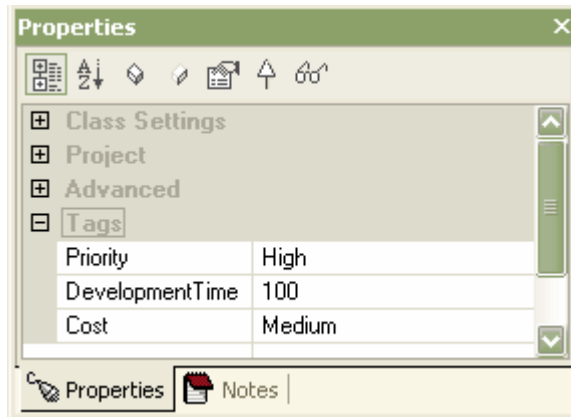 Properties
Class Settings
Project
Advanced
Tags
Priority High
DevelopmentTime 100
Cost Medium
Properties Notes